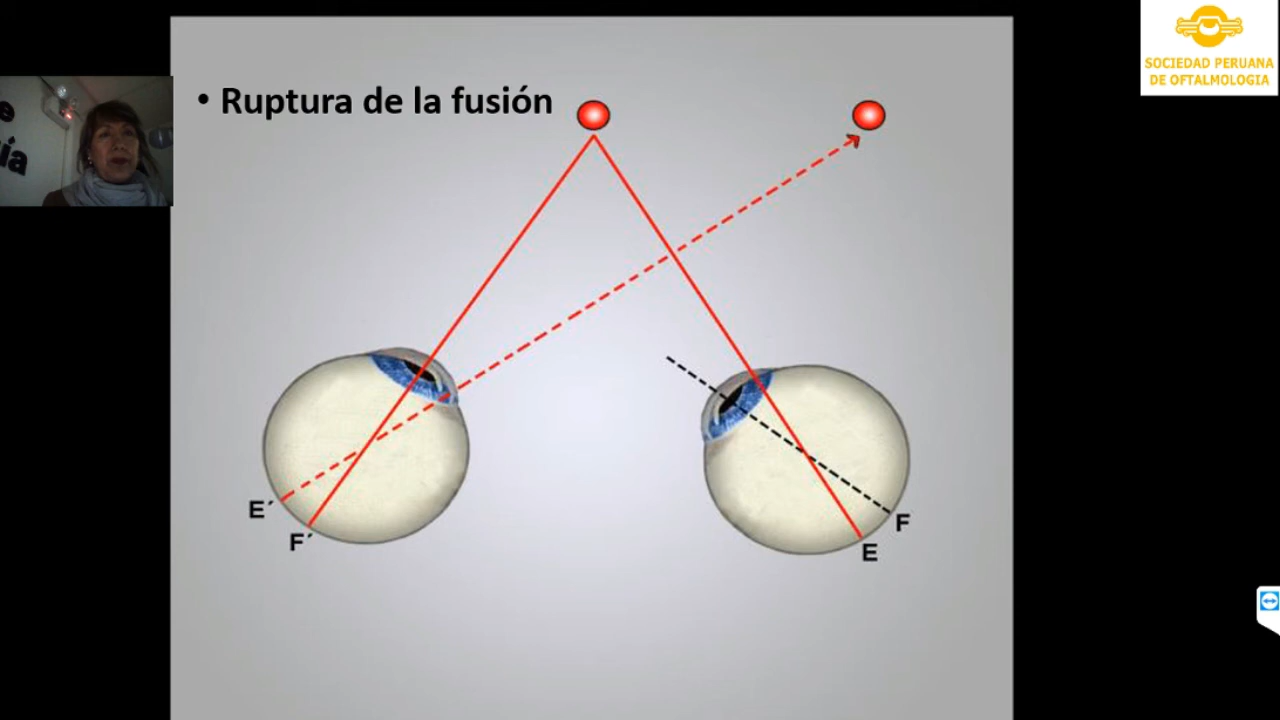 • Ruptura de la fusión
SOCIEDAD PERUANA
DE OFTALMOLOGIA
E´
F´
F
E